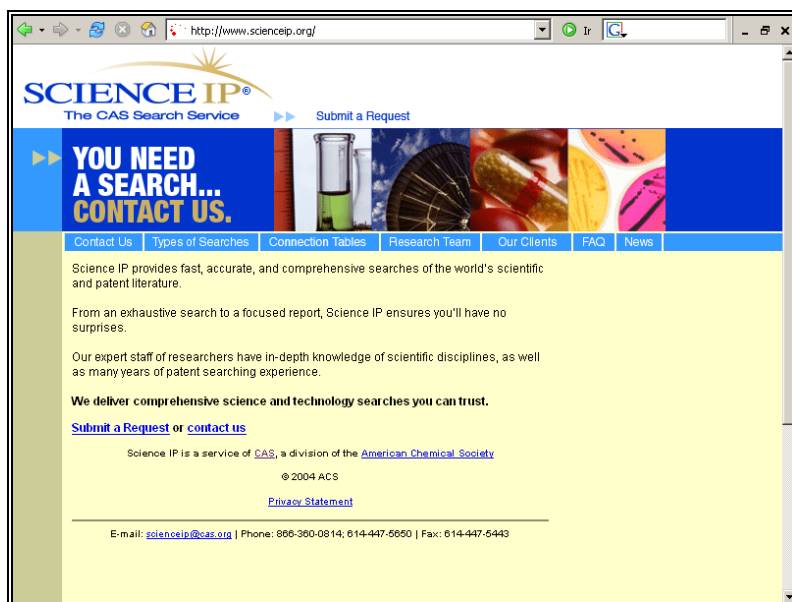 http://www.scienceip.org/
Ir
G
SCIENCE IP®
The CAS Search Service
Submit a Request
YOU NEED
A SEARCH...
CONTACT US.
Contact Us Types of Searches Connection Tables Research Team Our Clients FAQ News
Science IP provides fast, accurate, and comprehensive searches of the world's scientific
and patent literature.
From an exhaustive search to a focused report, Science IP ensures you'll have no
surprises.
Our expert staff of researchers have in-depth knowledge of scientific disciplines, as well
as many years of patent searching experience.
We deliver comprehensive science and technology searches you can trust.
Submit a Request or contact us
Science IP is a service of CAS, a division of the American Chemical Society
© 2004 ACS
Privacy Statement
E-mail: scienceip@cas.org | Phone: 866-360-0814; 614-447-5650 | Fax: 614-447-5443